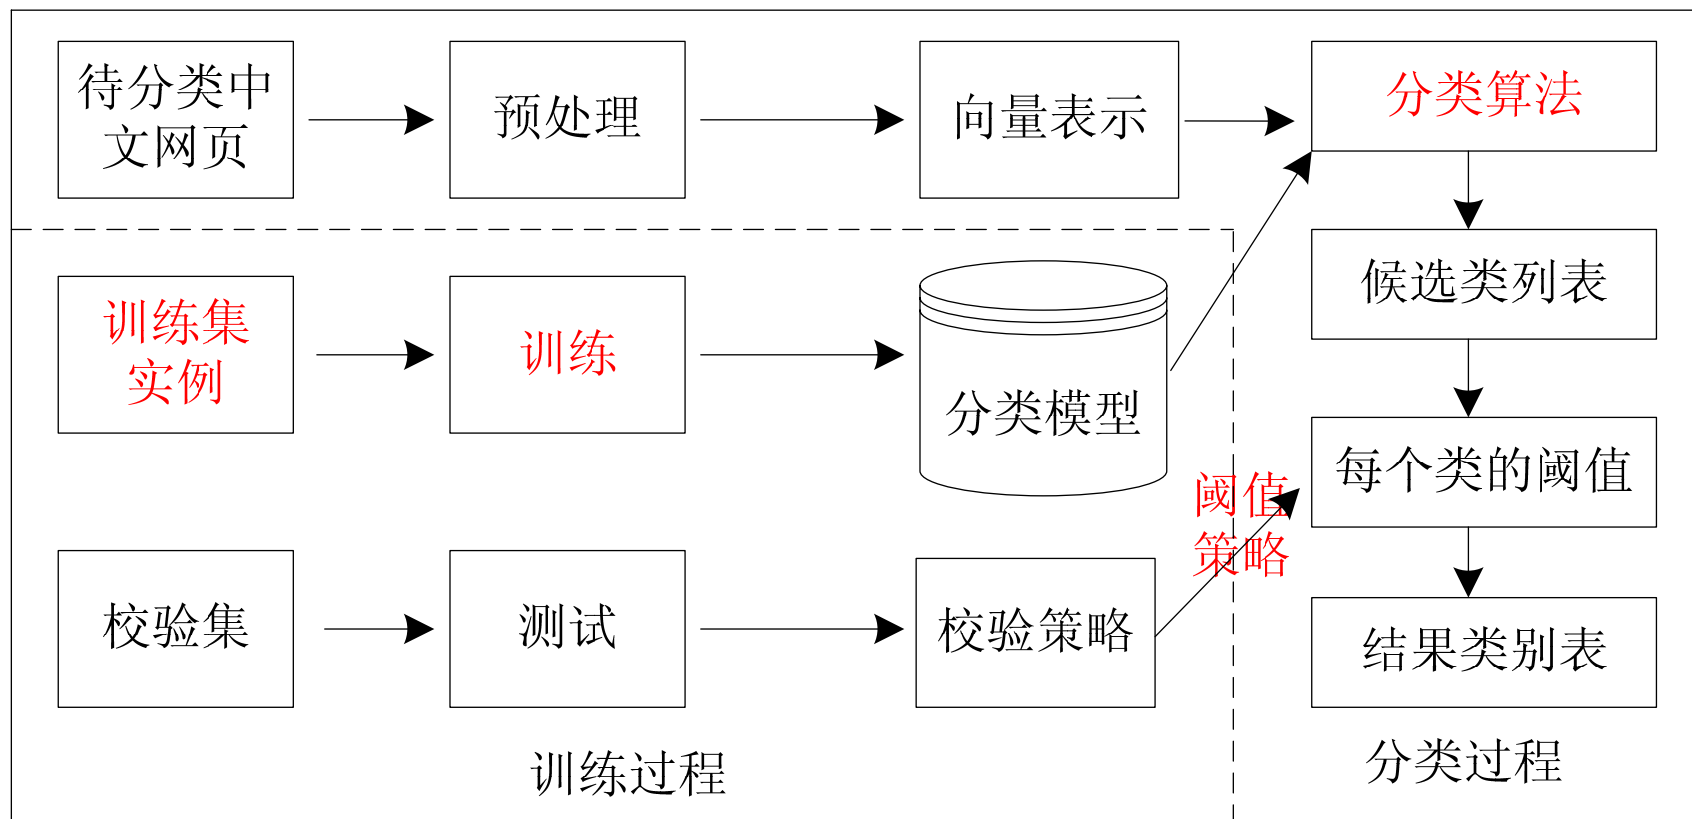 待分类中
文网页
预处理
向量表示
分类算法
候选类列表
训练集
实例
训练
分类模型
每个类的阈值
阈值
策略
校验集
测试
校验策略
结果类别表
训练过程
分类过程